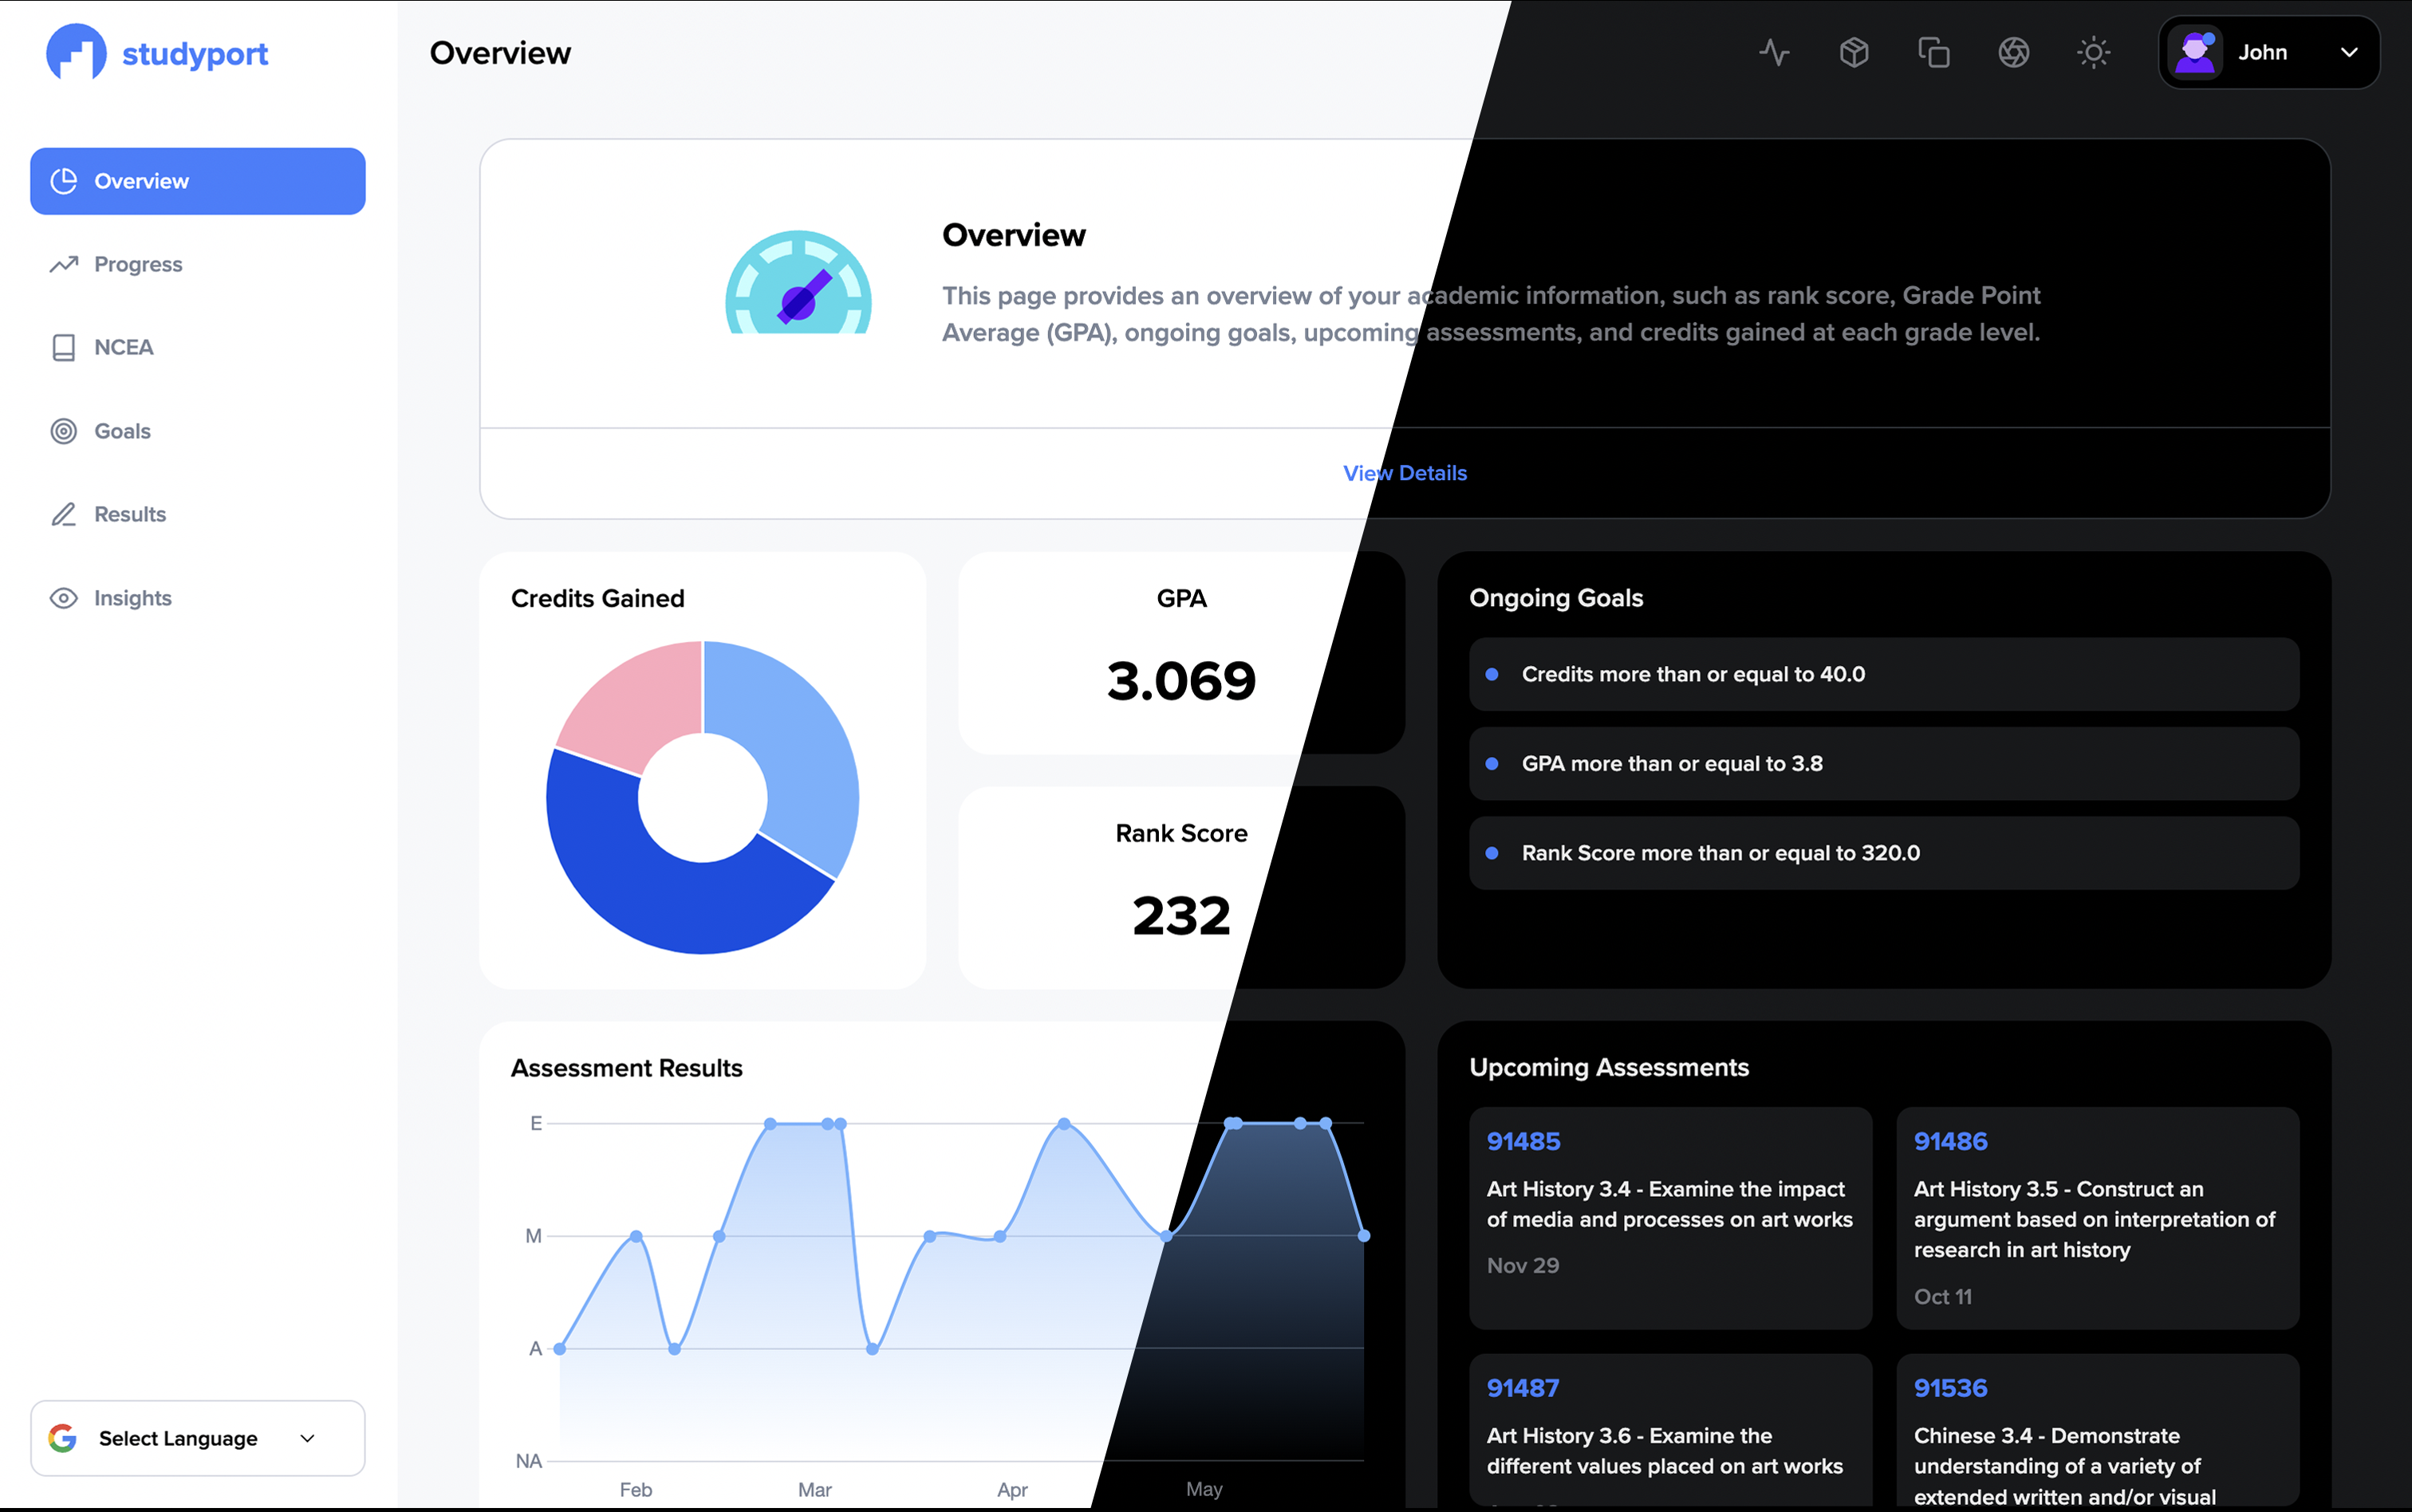 studyport
Overview
John
Overview
Progress
NCEA
Goals
Results
Insights
Select Language
Overview
This page provides an overview of your academic information, such as rank score, Grade Point
Average (GPA), ongoing goals, upcoming assessments, and credits gained at each grade level.
View Details
Credits Gained
GPA
3.069
Rank Score
232
Ongoing Goals
Credits more than or equal to 40.0
GPA more than or equal to 3.8
Rank Score more than or equal to 320.0
Assessment Results
E
M
A
NA
Feb
Mar
Apr
May
Upcoming Assessments
91485
Art History 3.4 - Examine the impact
of media and processes on art works
Nov 29
91486
Art History 3.5 - Construct an
argument based on interpretation of
research in art history
Oct 11
91487
Art History 3.6 - Examine the
different values placed on art works
91536
Chinese 3.4 - Demonstrate
understanding of a variety of
extended written and/or visual